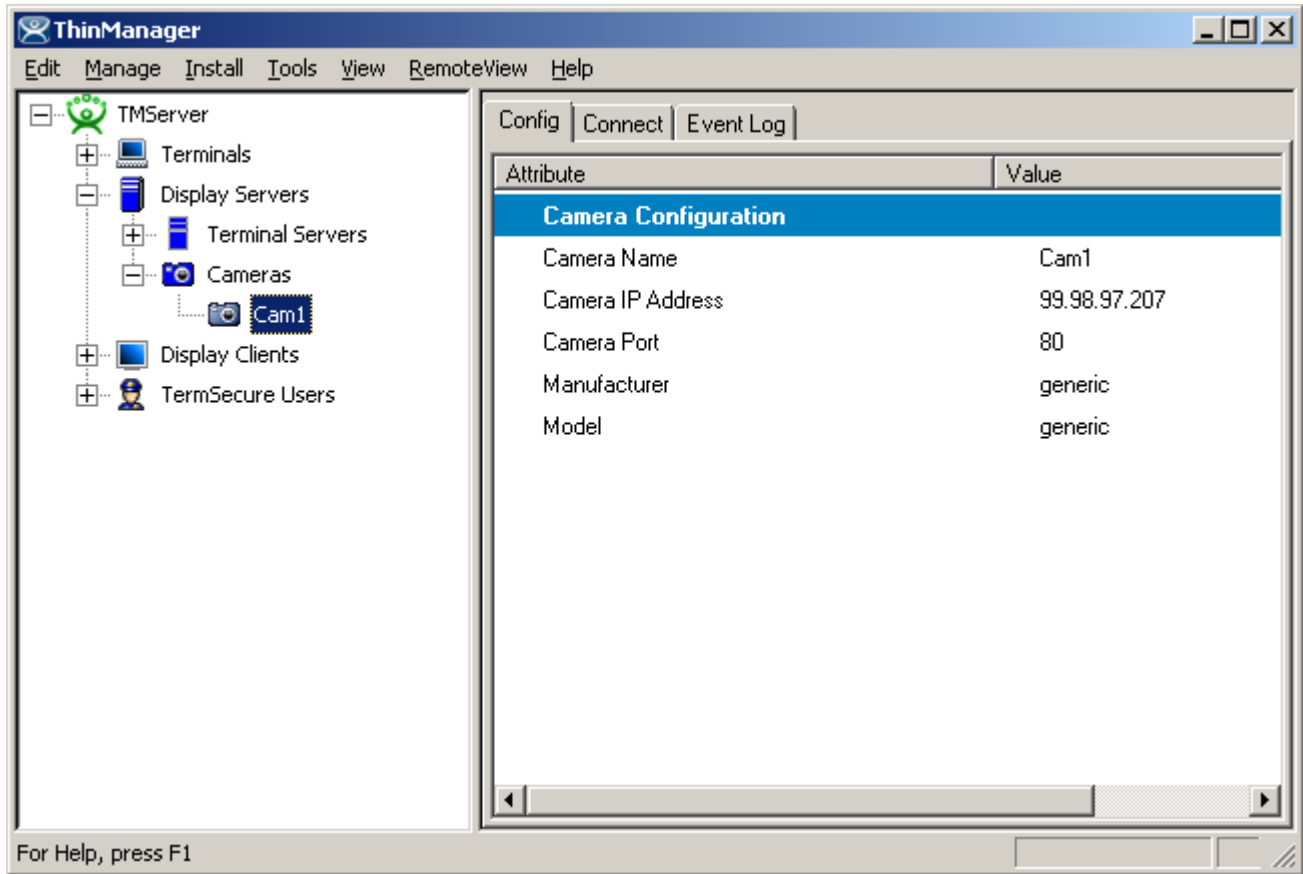 ThinManager
Edit Manage Install Tools View RemoteView Help
TMServer
Terminals
Display Servers
Terminal Servers
Cameras
Cam1
Display Clients
TermSecure Users
Config Connect Event Log
Attribute Value
Camera Configuration
Camera Name Cam1
Camera IP Address 99.98.97.207
Camera Port 80
Manufacturer generic
Model generic
For Help, press F1